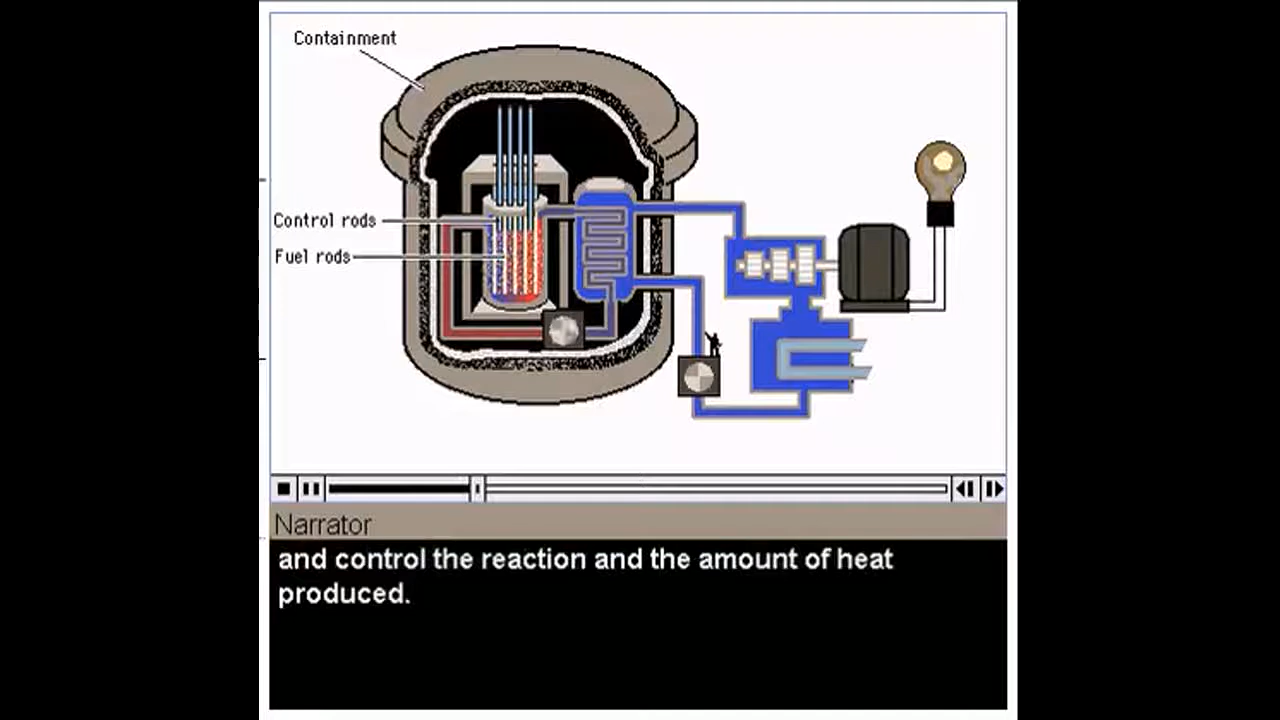 Containment
Control rods
Fuel rods
Narrator
and control the reaction and the amount of heat
produced.